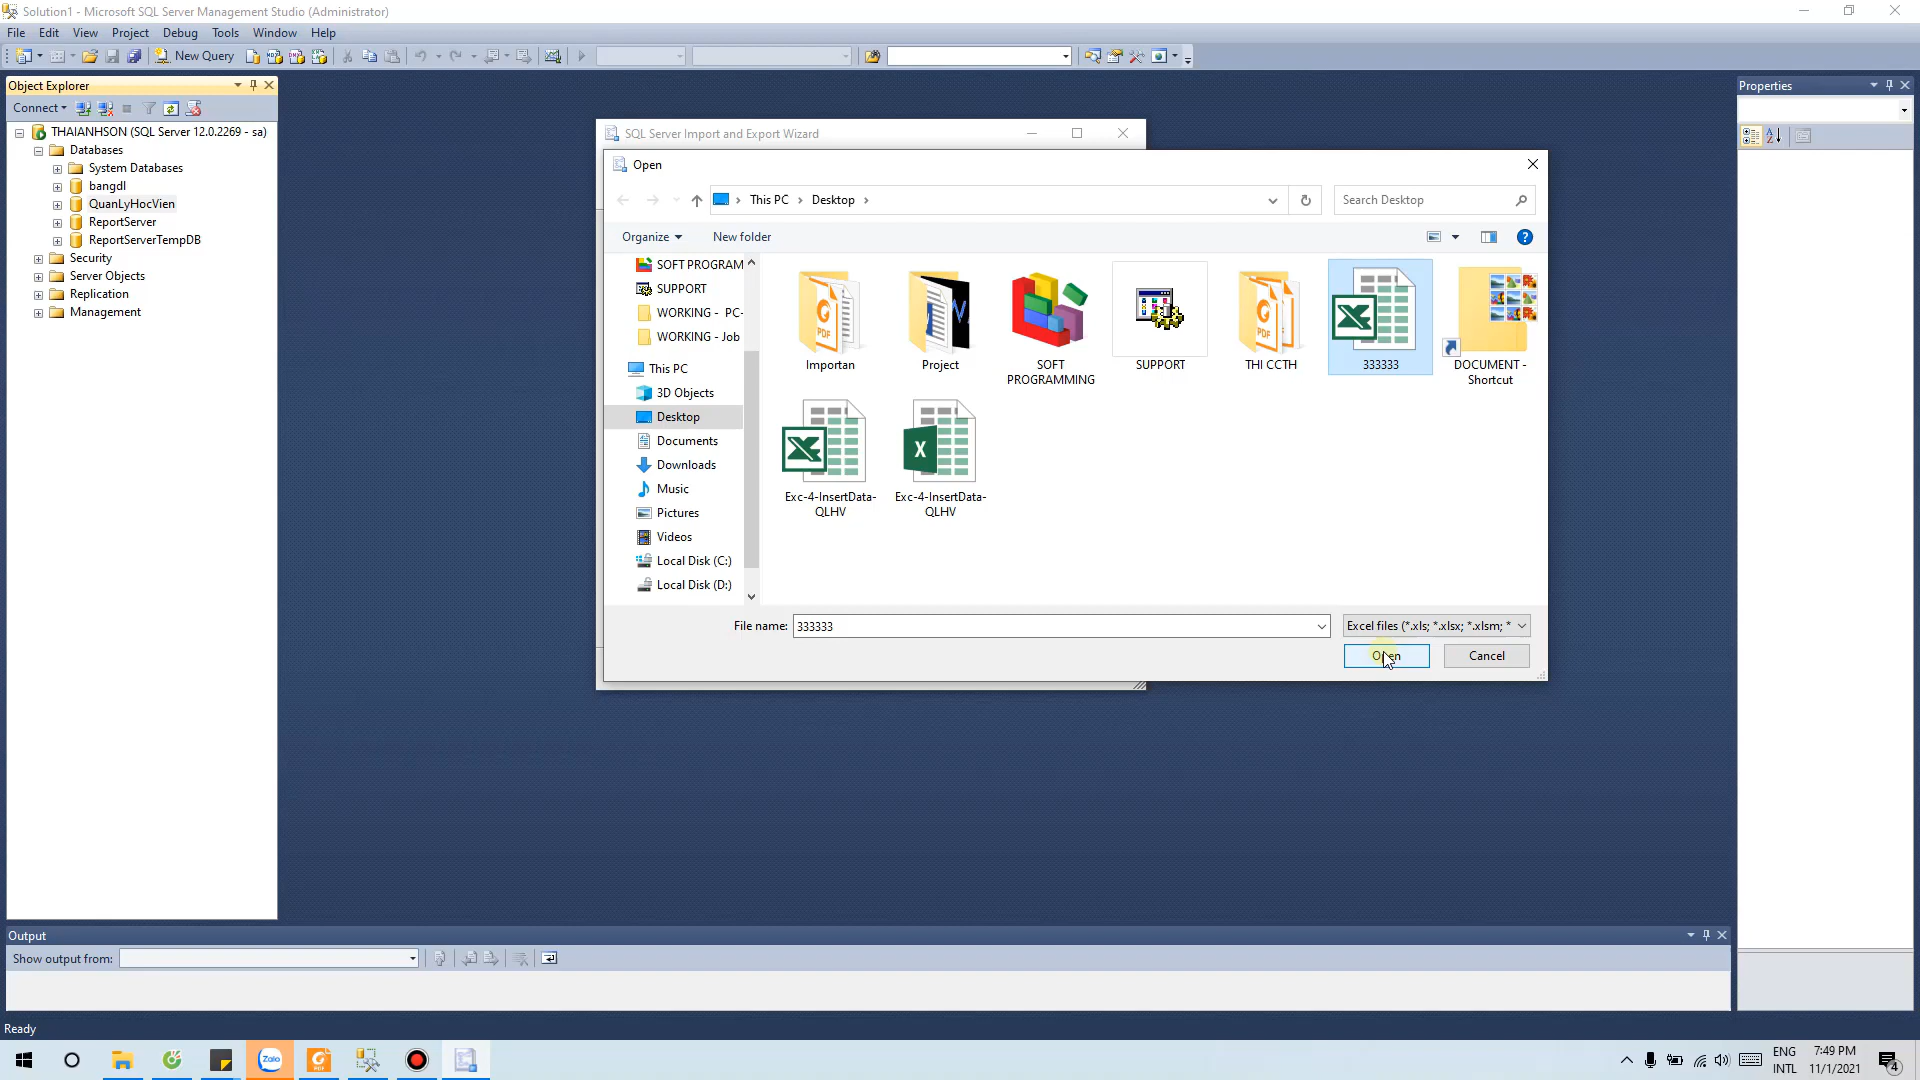 Solution1 - Microsoft SQL Server Management Studio (Administrator)
File Edit View Project Debug Tools Window Help
New Query
Object Explorer
Connect
THAIANHSON (SQL Server 12.0.2269 - sa)
Databases
System Databases
bangdl
QuanLyHocVien
ReportServer
ReportServerTempDB
Security
Server Objects
Replication
Management
SQL Server Import and Export Wizard
Open
This PC > Desktop >
Search Desktop
Organize
New folder
SOFT PROGRAM
SUPPORT
WORKING - PC-
WORKING - Job
This PC
3D Objects
Desktop
Documents
Downloads
Music
Pictures
Videos
Local Disk (C:)
Local Disk (D:)
Importan
Project
SOFT
PROGRAMMING
SUPPORT
THI CCTH
333333
DOCUMENT -
Shortcut
Exc-4-InsertData-
QLHV
Exc-4-InsertData-
QLHV
File name: 333333
Excel files (*.xls; *.xlsx; *.xlsm; *
Open
Cancel
Properties
Output
Show output from:
Ready
Zalo
PDF
ENG
INTL
7:49 PM
11/1/2021
4